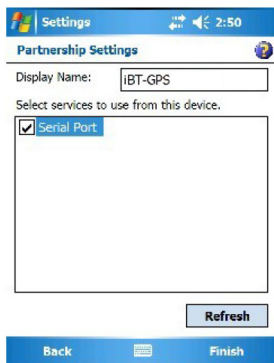 Settings 2:50
Partnership Settings
Display Name: iBT-GPS
Select services to use from this device.
Serial Port
Refresh
Back Finish